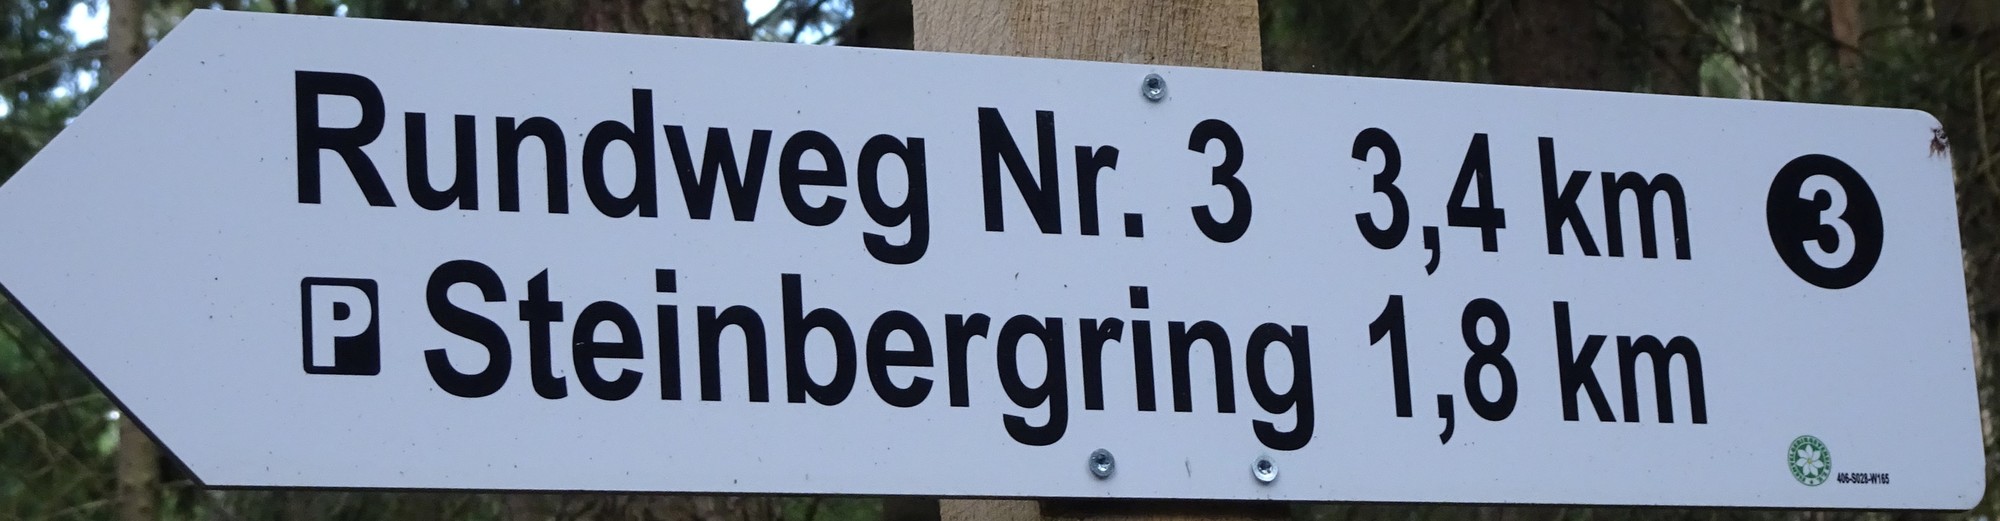 Rundweg Nr. 3 3,4 km 3
P Steinbergring 1,8 km
406-S028-W165